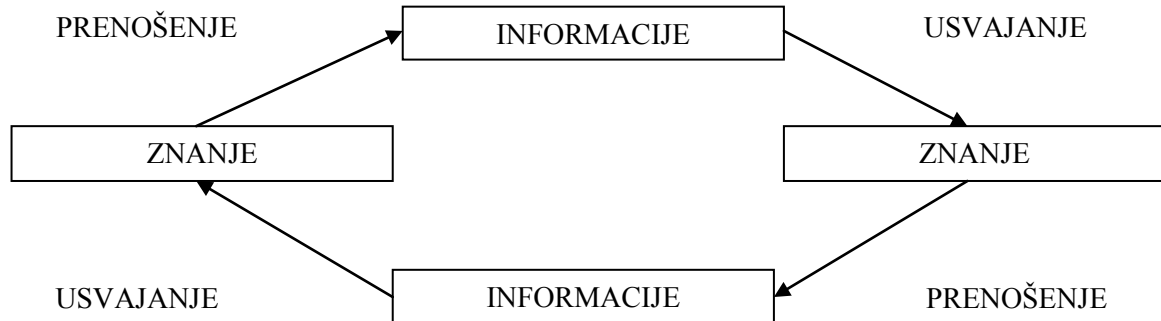 PRENOŠENJE
INFORMACIJE
USVAJANJE
ZNANJE
ZNANJE
USVAJANJE
INFORMACIJE
PRENOŠENJE